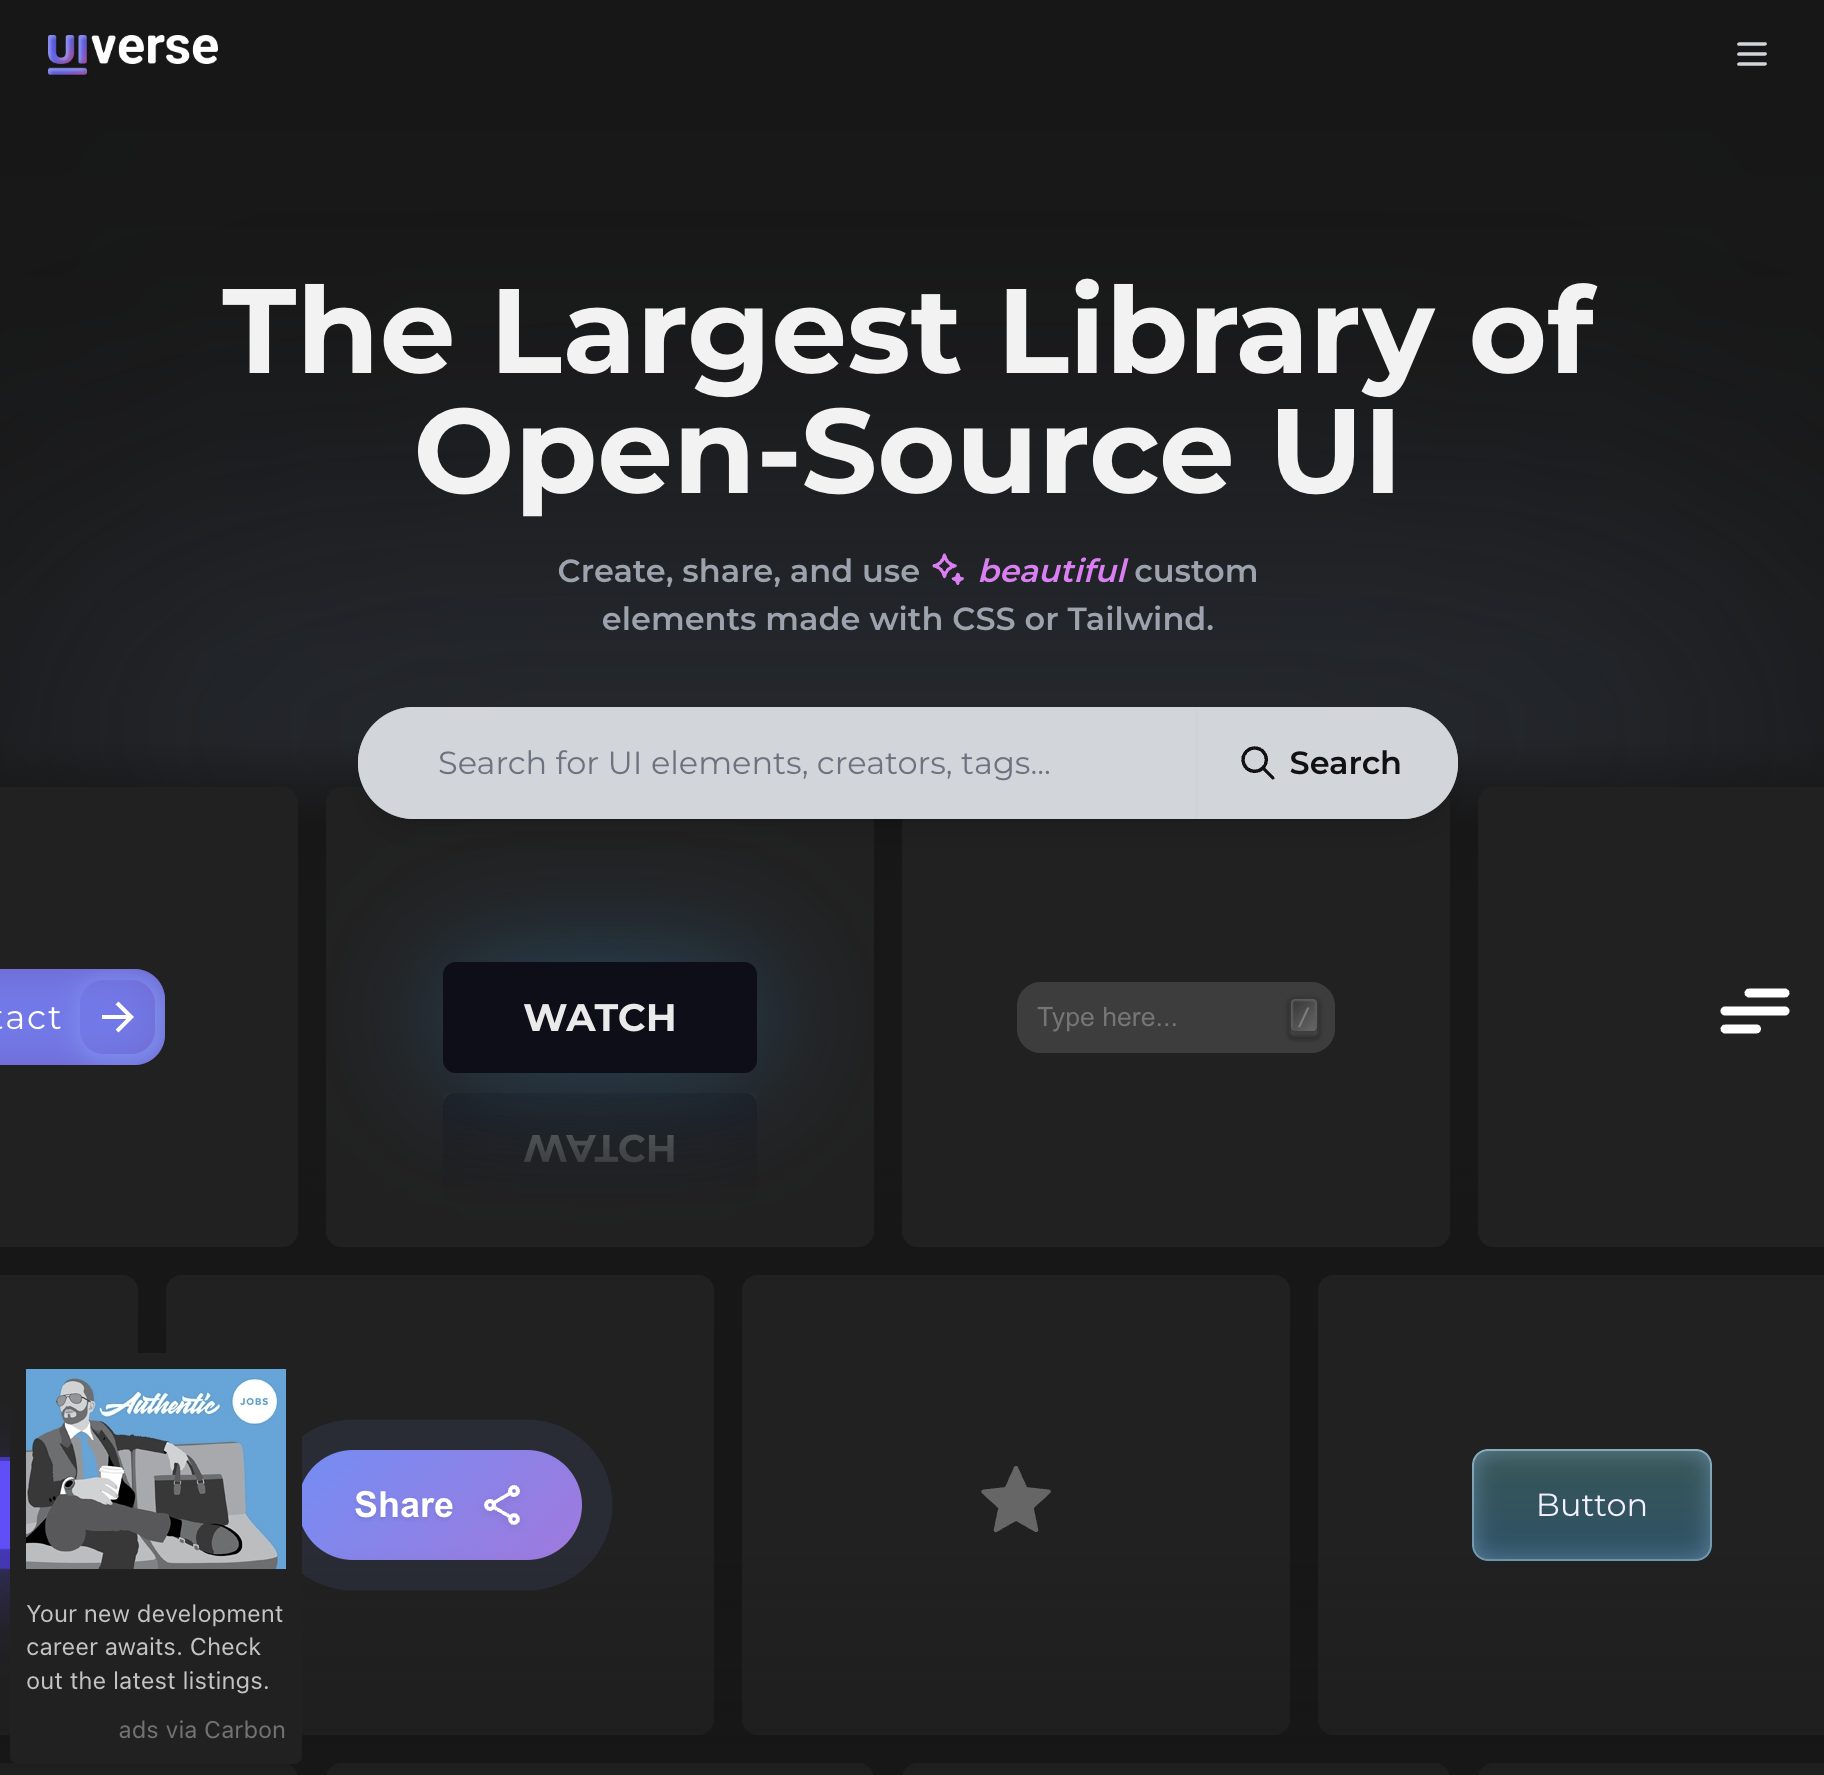 uiverse
The Largest Library of
Open-Source UI
Create, share, and use beautiful custom
elements made with CSS or Tailwind.
Search for UI elements, creators, tags...
Search
tact
WATCH
WATCH
Type here...
/
Authentic
JOBS
Share
Button
Your new development
career awaits. Check
out the latest listings.
ads via Carbon